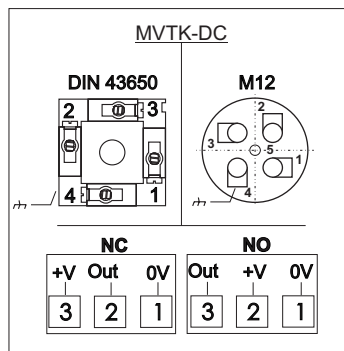 MVTK-DC
DIN 43650 M12
2 3
4 1
2
3 1
5
4
NC NO
+V Out 0V Out +V 0V
3 2 1 3 2 1